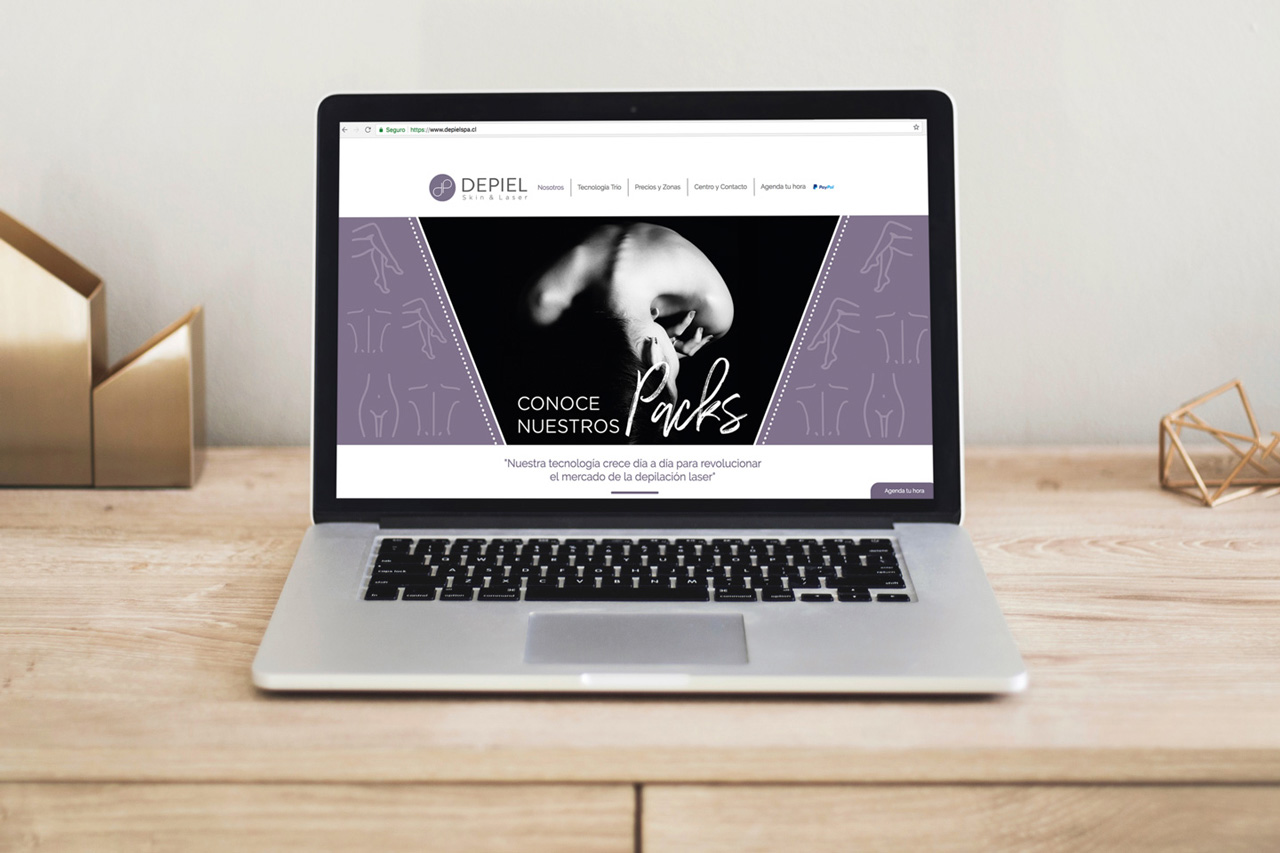 Seguro
https://www.depielspa.cl
DEPIEL
Skin & Laser
Nosotros
Tecnología Trio
Precios y Zonas
Centro y Contacto
Agenda tu hora
PayPal
CONOCE
NUESTROS Packs
"Nuestra tecnología crece día a día para revolucionar
el mercado de la depilación laser"
Agenda tu hora